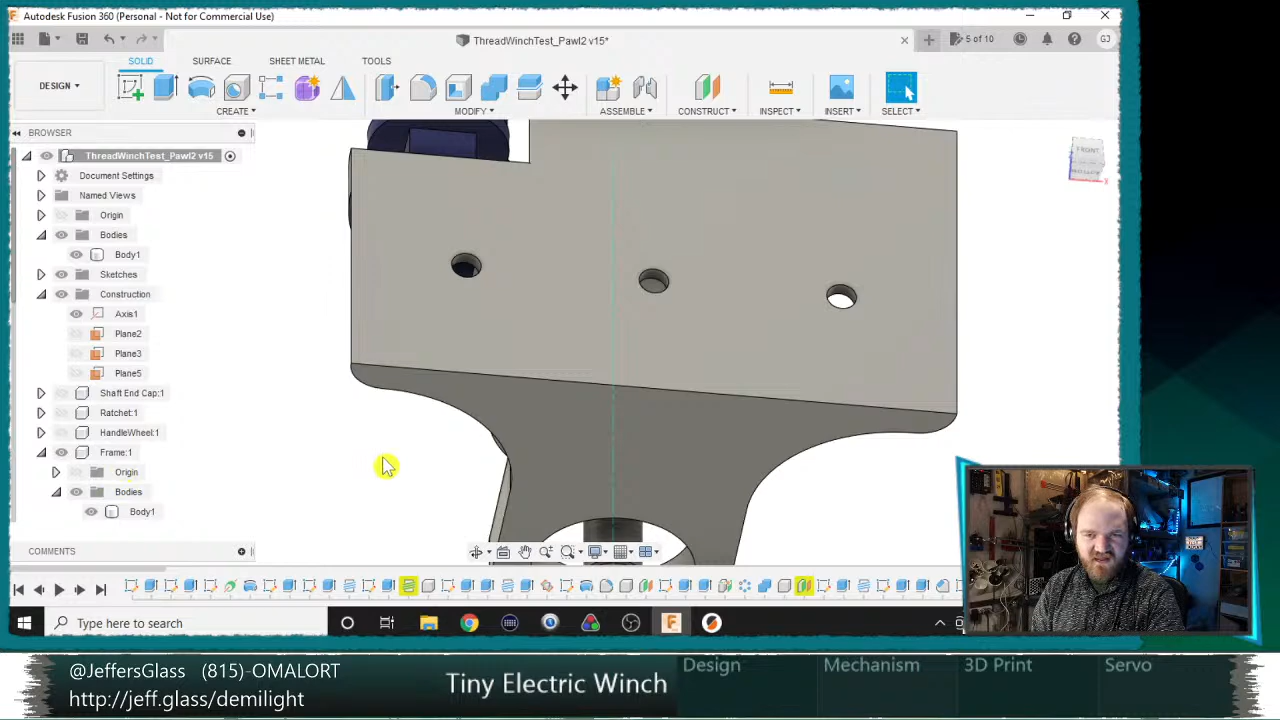 Autodesk Fusion 360 (Personal - Not for Commercial Use)
ThreadWinchTest_Pawl2 v15*
5 of 10
GJ
SOLID
SURFACE
SHEET METAL
TOOLS
DESIGN
CREATE
MODIFY
ASSEMBLE
CONSTRUCT
INSPECT
INSERT
SELECT
BROWSER
FRONT
X
ThreadWinchTest_Pawl2 v15
Document Settings
Named Views
Origin
Bodies
Body1
Sketches
Construction
Axis1
Plane2
Plane3
Plane5
Shaft End Cap:1
Ratchet:1
HandleWheel:1
Frame:1
Origin
Bodies
Body1
COMMENTS
Type here to search
@JeffersGlass (815)-OMALORT
http://jeff.glass/demilight
Tiny Electric Winch
Design
Mechanism
3D Print
Servo